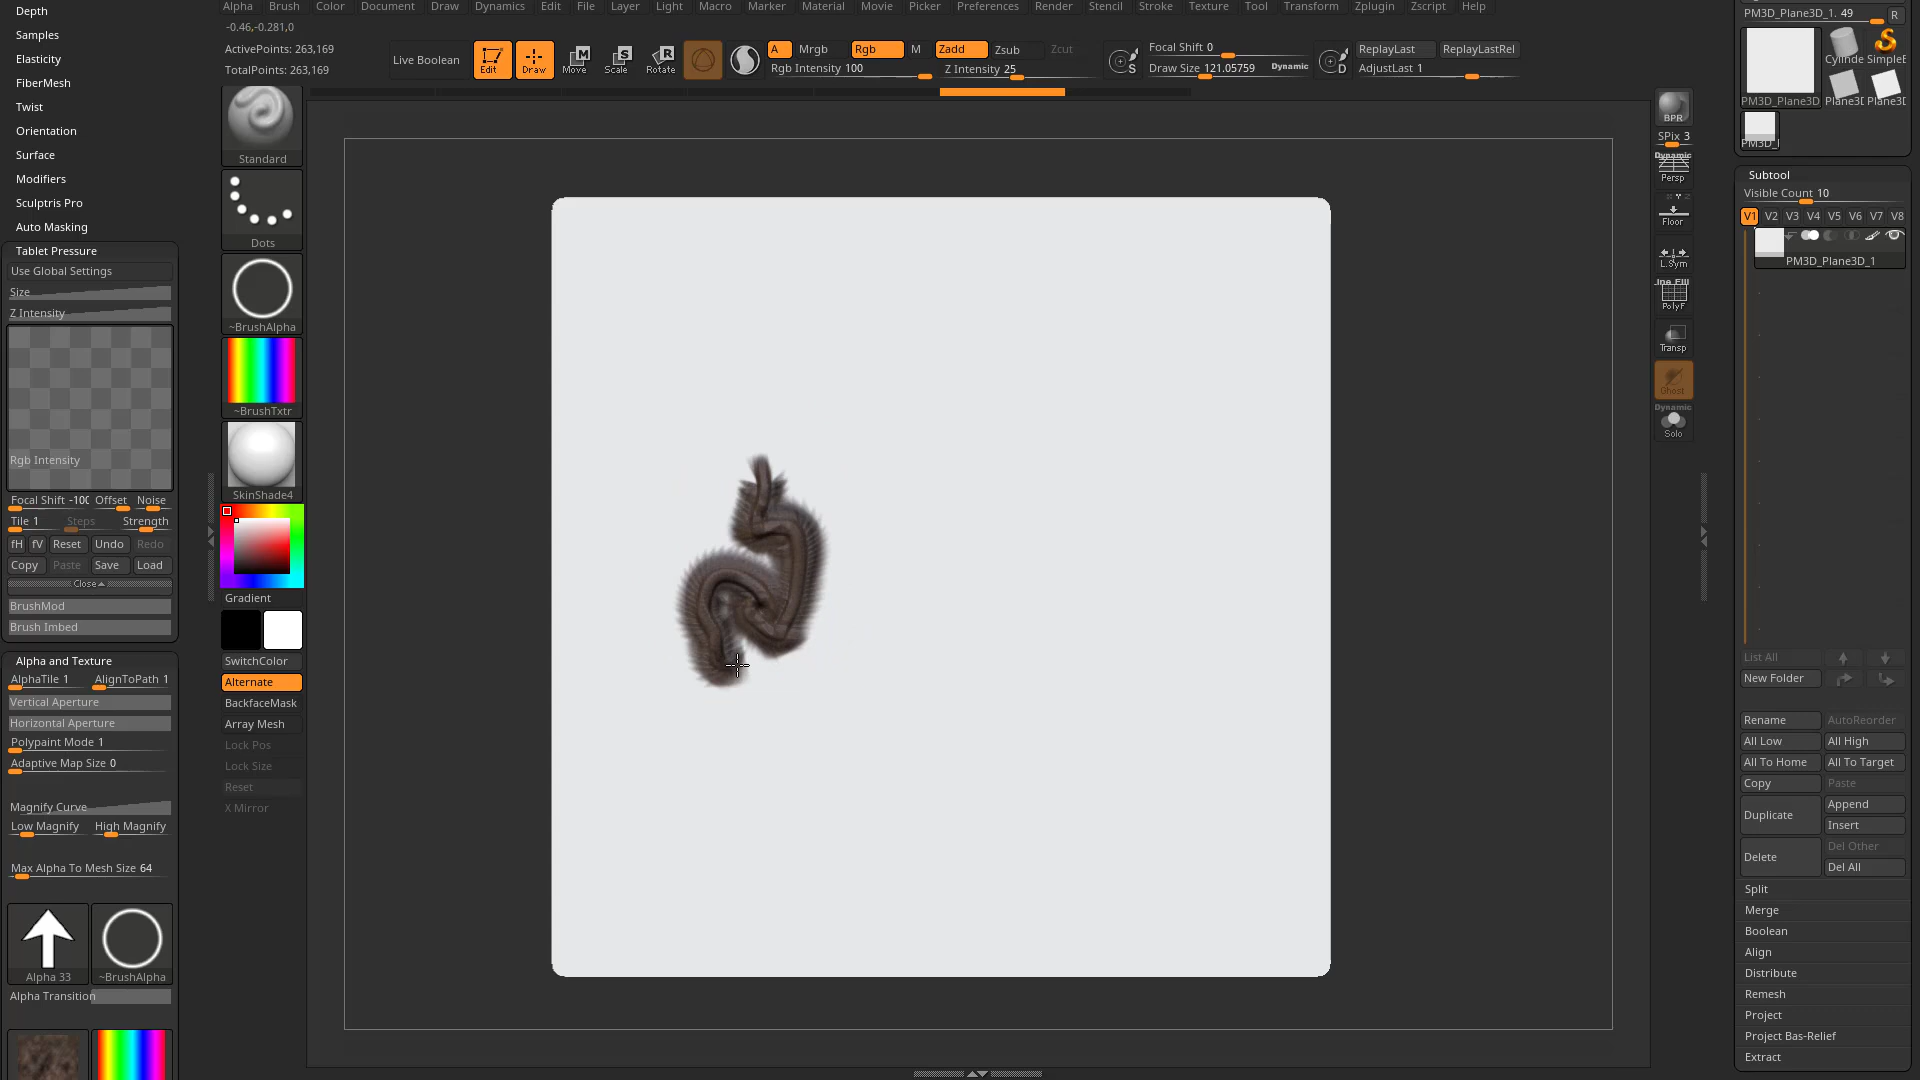 Alpha Brush Color Document Draw Dynamics Edit File Layer Light Macro Marker Material Movie Picker Preferences Render Stencil Stroke Texture Tool Transform Zplugin Zscript Help
-0.46,-0.281,0
ActivePoints: 263,169
TotalPoints: 263,169
Live Boolean
Edit
Draw
Move
Scale
Rotate
A Mrgb Rgb M Zadd Zsub Zcut
Rgb Intensity 100 Z Intensity 25
Focal Shift 0
Draw Size 121.05759 Dynamic
ReplayLast ReplayLastRel
AdjustLast 1
Depth
Samples
Elasticity
FiberMesh
Twist
Orientation
Surface
Modifiers
Sculptris Pro
Auto Masking
Tablet Pressure
Use Global Settings
Size
Z Intensity
Rgb Intensity
Focal Shift -100 Offset Noise
Tile 1 Steps Strength
fH fV Reset Undo Redo
Copy Paste Save Load
Close
BrushMod
Brush Imbed
Alpha and Texture
AlphaTile 1 AlignToPath 1
Vertical Aperture
Horizontal Aperture
Polypaint Mode 1
Adaptive Map Size 0
Magnify Curve
Low Magnify High Magnify
Max Alpha To Mesh Size 64
Alpha 33 ~BrushAlpha
Alpha Transition
Standard
Dots
~BrushAlpha
~BrushTxtr
SkinShade4
Gradient
SwitchColor
Alternate
BackfaceMask
Array Mesh
Lock Pos
Lock Size
Reset
X Mirror
BPR
SPix 3
Dynamic
Persp
Floor
L.Sym
Line Fill
PolyF
Transp
Ghost
Dynamic
Solo
PM3D_Plane3D_1. 49 R
Cylinde SimpleE
PM3D_Plane3D Plane3D Plane3D
PM3D_I
Subtool
Visible Count 10
V1 V2 V3 V4 V5 V6 V7 V8
PM3D_Plane3D_1
List All
New Folder
Rename AutoReorder
All Low All High
All To Home All To Target
Copy Paste
Duplicate Append
Insert
Delete Del Other
Del All
Split
Merge
Boolean
Align
Distribute
Remesh
Project
Project Bas-Relief
Extract